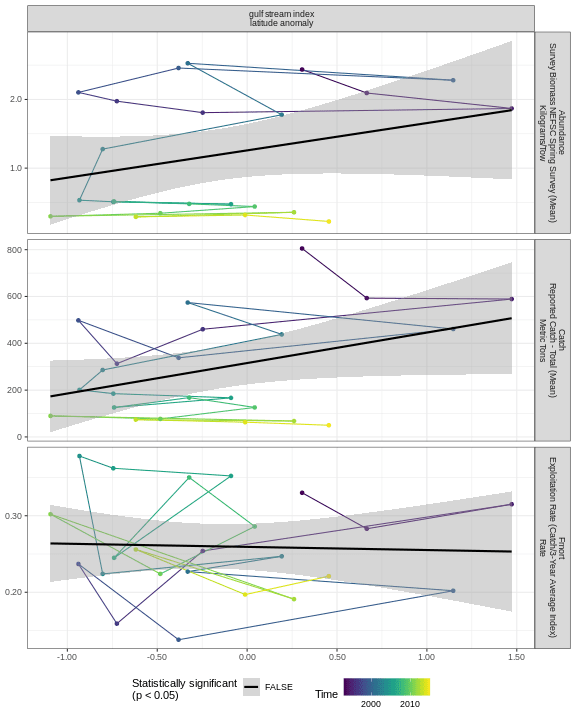 gulf stream index
latitude anomaly
2.0
1.0
Abundance
Survey Biomass NEFSC Spring Survey (Mean)
Kilograms/Tow
800
600
400
200
0
Catch
Reported Catch - Total (Mean)
Metric Tons
0.30
0.20
Fmort
Exploitation Rate (Catch/3-Year Average Index)
Rate
-1.00
-0.50
0.00
0.50
1.00
1.50
Statistically significant
(p < 0.05)
FALSE
Time
2000
2010